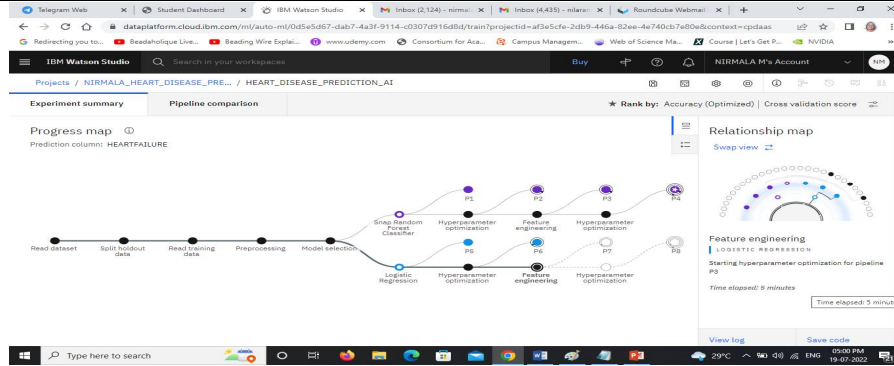 Telegram Web
Student Dashboard
IBM Watson Studio
Inbox (2,124) - nirmal
Inbox (4,435) - nilaren
Roundcube Webmail
dataplatform.cloud.ibm.com/ml/auto-ml/0d5e5d67-dab7-4a3f-9114-c0307d916d8d/train?projectid=af3e5cfe-2db9-446a-82ee-4e740cb7e80e&context=cpdaas
Redirecting you to...
Beadaholique Live...
Beading Wire Explai...
www.udemy.com
Consortium for Aca...
Campus Managem...
Web of Science Ma...
Course | Let's Get P...
NVIDIA
IBM Watson Studio
Search in your workspaces
Buy
NIRMALA M's Account
NM
Projects / NIRMALA_HEART_DISEASE_PRE... / HEART_DISEASE_PREDICTION_AI
Experiment summary
Pipeline comparison
Rank by: Accuracy (Optimized) | Cross validation score
Progress map
Prediction column: HEARTFAILURE
Relationship map
Swap view
P1
P2
P3
P4
Snap Random Forest Classifier
Hyperparameter optimization
Feature engineering
Hyperparameter optimization
Read dataset
Split holdout data
Read training data
Preprocessing
Model selection
P5
P6
P7
P8
Logistic Regression
Hyperparameter optimization
Feature engineering
Hyperparameter optimization
Feature engineering
LOGISTIC REGRESSION
Starting hyperparameter optimization for pipeline P3
Time elapsed: 5 minutes
Time elapsed: 5 minut
View log
Save code
Type here to search
29°C
ENG
05:00 PM
19-07-2022